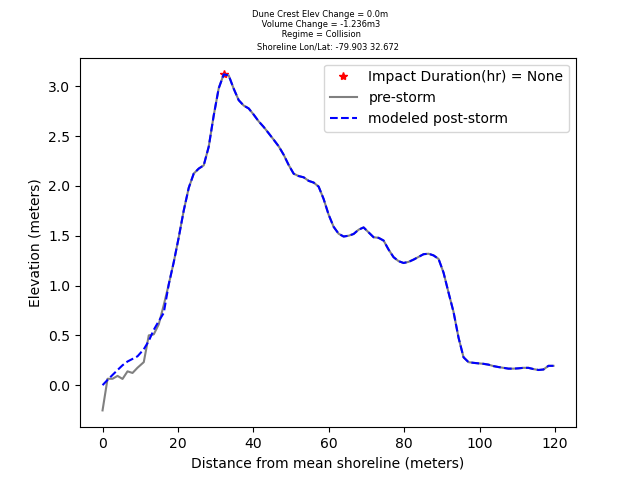 Dune Crest Elev Change = 0.0m
Volume Change = -1.236m3
Regime = Collision
Shoreline Lon/Lat: -79.903 32.672
Impact Duration(hr) = None
pre-storm
modeled post-storm
Elevation (meters)
3.0
2.5
2.0
1.5
1.0
0.5
0.0
0 20 40 60 80 100 120
Distance from mean shoreline (meters)